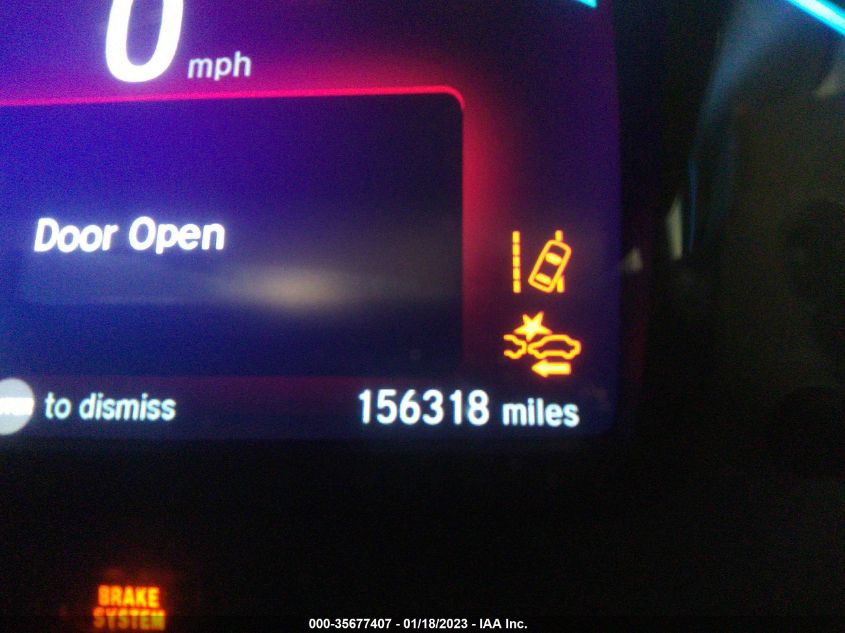 0 mph
Door Open
to dismiss
156318 miles
BRAKE
SYSTEM
000-35677407 - 01/18/2023 - IAA Inc.